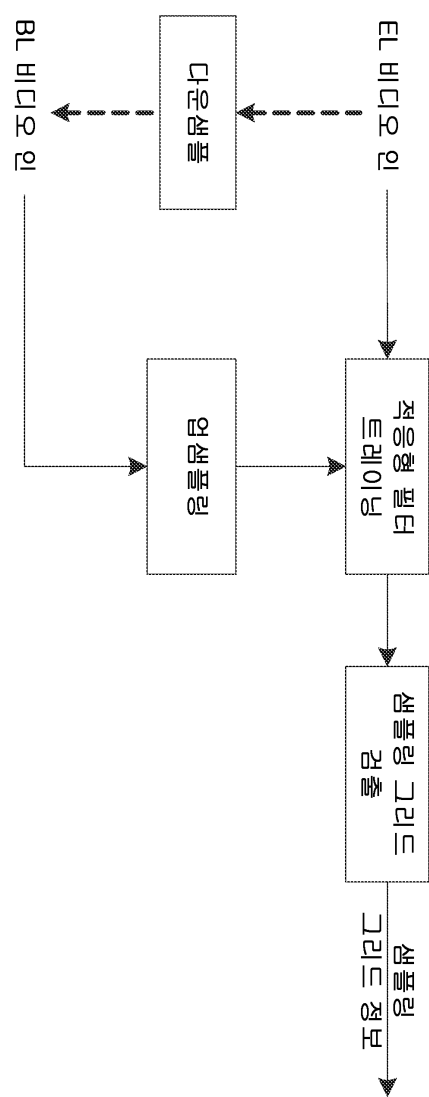 EL 비디오 인
적응형 필터
트레이닝
샘플링 그리드
검출
샘플링
그리드 정보
다운샘플
업샘플링
BL 비디오 인